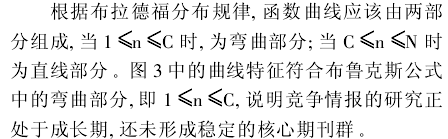 根据布拉德福分布规律, 函数曲线应该由两部
分组成, 当 1≤n≤C 时, 为弯曲部分; 当 C≤n≤N 时
为直线部分。图 3 中的曲线特征符合布鲁克斯公式
中的弯曲部分, 即 1≤n≤C, 说明竞争情报的研究正
处于成长期, 还未形成稳定的核心期刊群。